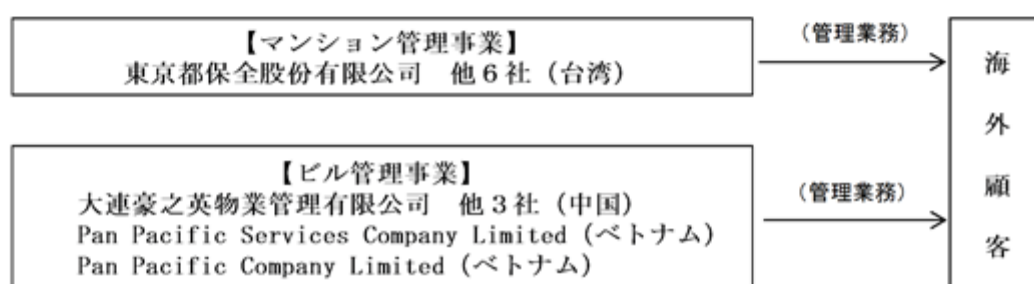 【マンション管理事業】
東京都保全股份有限公司　他６社（台湾）
（管理業務）
【ビル管理事業】
大連豪之英物業管理有限公司　他３社（中国）
Pan Pacific Services Company Limited（ベトナム）
Pan Pacific Company Limited（ベトナム）
（管理業務）
海外顧客